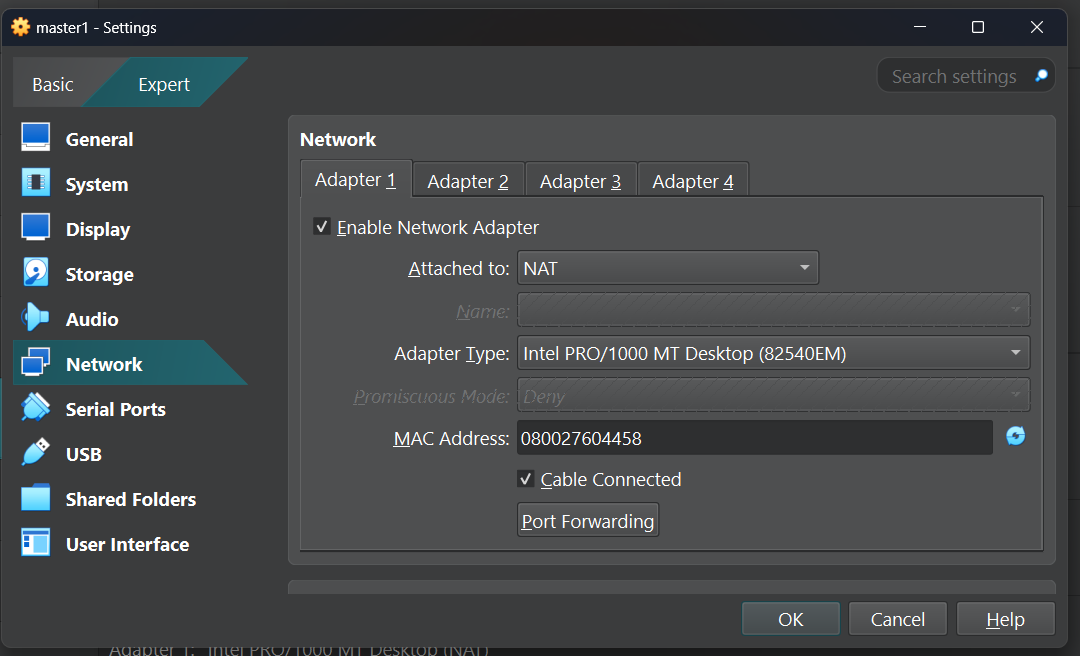 master1 - Settings
Basic
Expert
Search settings
General
System
Display
Storage
Audio
Network
Serial Ports
USB
Shared Folders
User Interface
Network
Adapter 1
Adapter 2
Adapter 3
Adapter 4
Enable Network Adapter
Attached to: NAT
Name:
Adapter Type: Intel PRO/1000 MT Desktop (82540EM)
Promiscuous Mode: Deny
MAC Address: 080027604458
Cable Connected
Port Forwarding
OK
Cancel
Help
Adapter 1: Intel PRO/1000 MT Desktop (NAT)